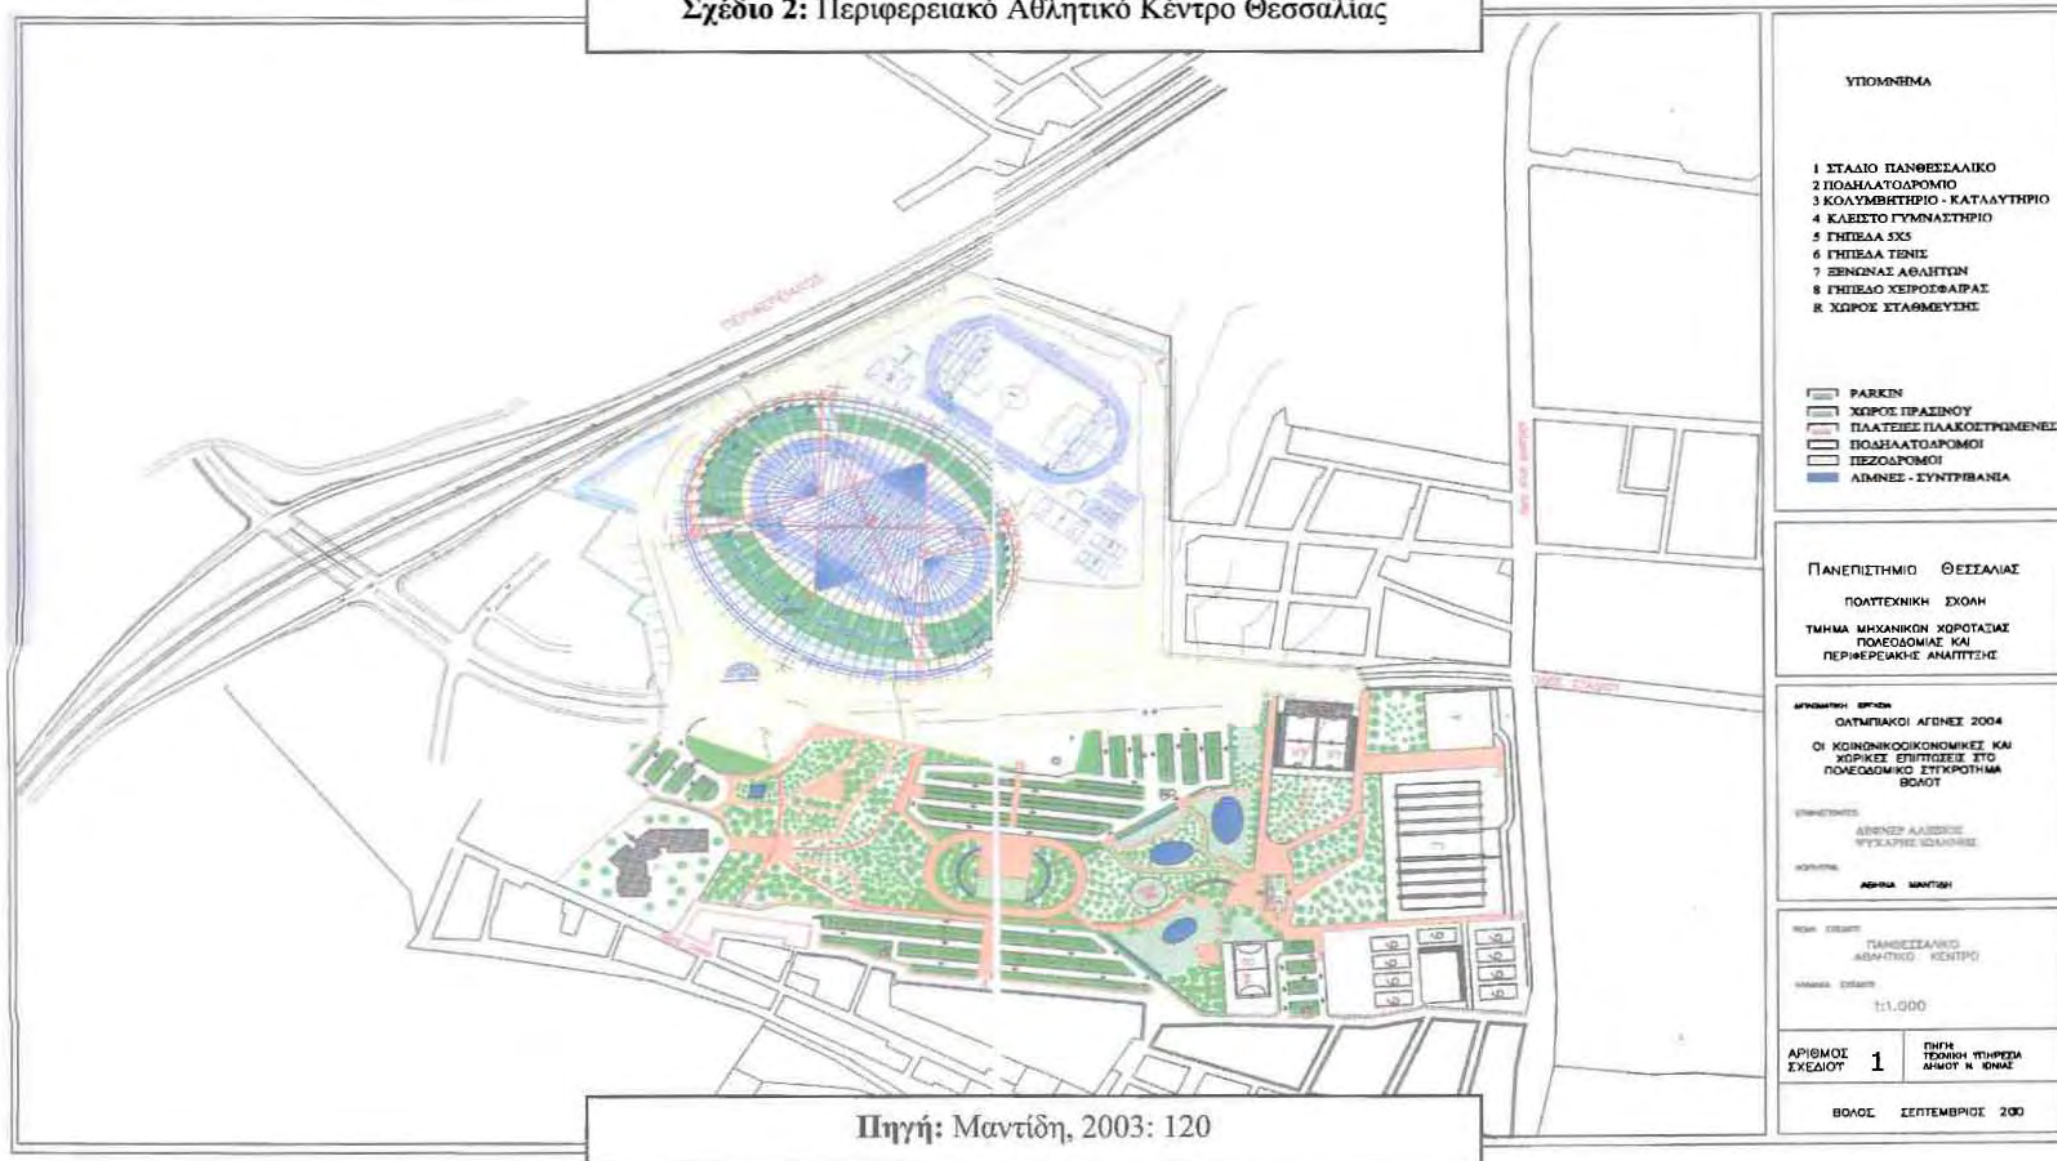 Σχέδιο 2: Περιφερειακό Αθλητικό Κέντρο Θεσσαλίας
ΥΠΟΜΝΗΜΑ
1 ΣΤΑΔΙΟ ΠΑΝΘΕΣΣΑΛΙΚΟ
2 ΠΟΔΗΛΑΤΟΔΡΟΜΙΟ
3 ΚΟΛΥΜΒΗΤΗΡΙΟ - ΚΑΤΑΔΥΤΗΡΙΟ
4 ΚΛΕΙΣΤΟ ΓΥΜΝΑΣΤΗΡΙΟ
5 ΓΗΠΕΔΑ 5Χ5
6 ΓΗΠΕΔΑ ΤΕΝΙΣ
7 ΞΕΝΩΝΑΣ ΑΘΛΗΤΩΝ
8 ΓΗΠΕΔΟ ΧΕΙΡΟΣΦΑΙΡΑΣ
R ΧΩΡΟΣ ΣΤΑΘΜΕΥΣΗΣ
PARKIN
ΧΩΡΟΣ ΠΡΑΣΙΝΟΥ
ΠΛΑΤΕΙΕΣ ΠΛΑΚΟΣΤΡΩΜΕΝΕΣ
ΠΟΔΗΛΑΤΟΔΡΟΜΟΙ
ΠΕΖΟΔΡΟΜΟΙ
ΛΙΜΝΕΣ - ΣΥΝΤΡΙΒΑΝΙΑ
ΠΕΡΙΦΕΡΕΙΑΚΟΣ
ΠΑΝΕΠΙΣΤΗΜΙΟ ΘΕΣΣΑΛΙΑΣ
ΠΟΛΥΤΕΧΝΙΚΗ ΣΧΟΛΗ
ΤΜΗΜΑ ΜΗΧΑΝΙΚΩΝ ΧΩΡΟΤΑΞΙΑΣ
ΠΟΛΕΟΔΟΜΙΑΣ ΚΑΙ
ΠΕΡΙΦΕΡΕΙΑΚΗΣ ΑΝΑΠΤΥΞΗΣ
ΔΙΠΛΩΜΑΤΙΚΗ ΕΡΓΑΣΙΑ
ΟΛΥΜΠΙΑΚΟΙ ΑΓΩΝΕΣ 2004
ΟΙ ΚΟΙΝΩΝΙΚΟΟΙΚΟΝΟΜΙΚΕΣ ΚΑΙ
ΧΩΡΙΚΕΣ ΕΠΙΠΤΩΣΕΙΣ ΣΤΟ
ΠΟΛΕΟΔΟΜΙΚΟ ΣΥΓΚΡΟΤΗΜΑ
ΒΟΛΟΥ
ΑΘΗΝΑ ΜΑΝΤΙΔΗ
ΠΑΝΘΕΣΣΑΛΙΚΟ
ΑΘΛΗΤΙΚΟ ΚΕΝΤΡΟ
1:1.000
ΑΡΙΘΜΟΣ
ΣΧΕΔΙΟΥ 1
ΠΗΓΗ:
ΤΕΧΝΙΚΗ ΥΠΗΡΕΣΙΑ
ΔΗΜΟΥ Ν. ΙΩΝΙΑΣ
ΒΟΛΟΣ ΣΕΠΤΕΜΒΡΙΟΣ 200
Πηγή: Μαντίδη, 2003: 120